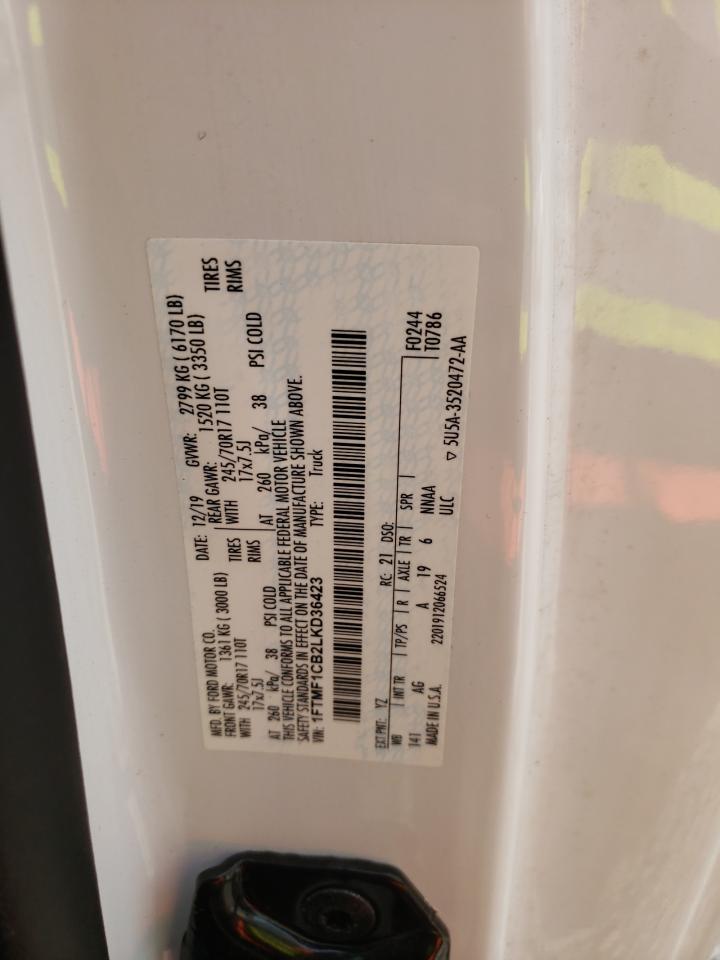 MFD. BY FORD MOTOR CO.
DATE: 12/19 GVWR: 2799 KG ( 6170 LB)
FRONT GAWR: 1361 KG ( 3000 LB) REAR GAWR: 1520 KG ( 3350 LB)
WITH 245/70R17 110T TIRES WITH 245/70R17 110T TIRES
17x7.5J RIMS 17x7.5J RIMS
AT 260 kPa/ 38 PSI COLD AT 260 kPa/ 38 PSI COLD
THIS VEHICLE CONFORMS TO ALL APPLICABLE FEDERAL MOTOR VEHICLE
SAFETY STANDARDS IN EFFECT ON THE DATE OF MANUFACTURE SHOWN ABOVE.
VIN: 1FTMF1CB2LKD36423 TYPE: Truck
EXT PNT: YZ RC: 21 DSO: F0244
WB INT TR TP/PS R AXLE TR SPR T0786
141 AG A 19 6 NNAA
MADE IN U.S.A. 2201912066524 ULC ▽ 5U5A-3520472-AA